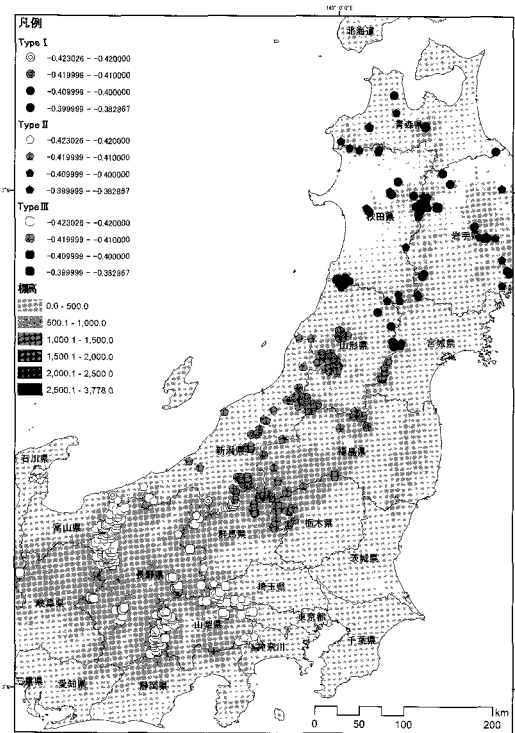 140° 0'0"E
凡例
Type Ⅰ
-0.423026 - -0.420000
-0.419999 - -0.410000
-0.409999 - -0.400000
-0.399999 - -0.382867
Type Ⅱ
-0.423026 - -0.420000
-0.419999 - -0.410000
-0.409999 - -0.400000
-0.399999 - -0.382867
Type Ⅲ
-0.423026 - -0.420000
-0.419999 - -0.410000
-0.409999 - -0.400000
-0.399999 - -0.382867
標高
0.0 - 500.0
500.1 - 1,000.0
1,000.1 - 1,500.0
1,500.1 - 2,000.0
2,000.1 - 2,500.0
2,500.1 - 3,778.0
北海道
青森県
秋田県
岩手県
山形県
宮城県
新潟県
福島県
石川県
富山県
群馬県
栃木県
茨城県
長野県
岐阜県
埼玉県
山梨県
東京都
神奈川
千葉県
愛知県
静岡県
0 50 100 200
km